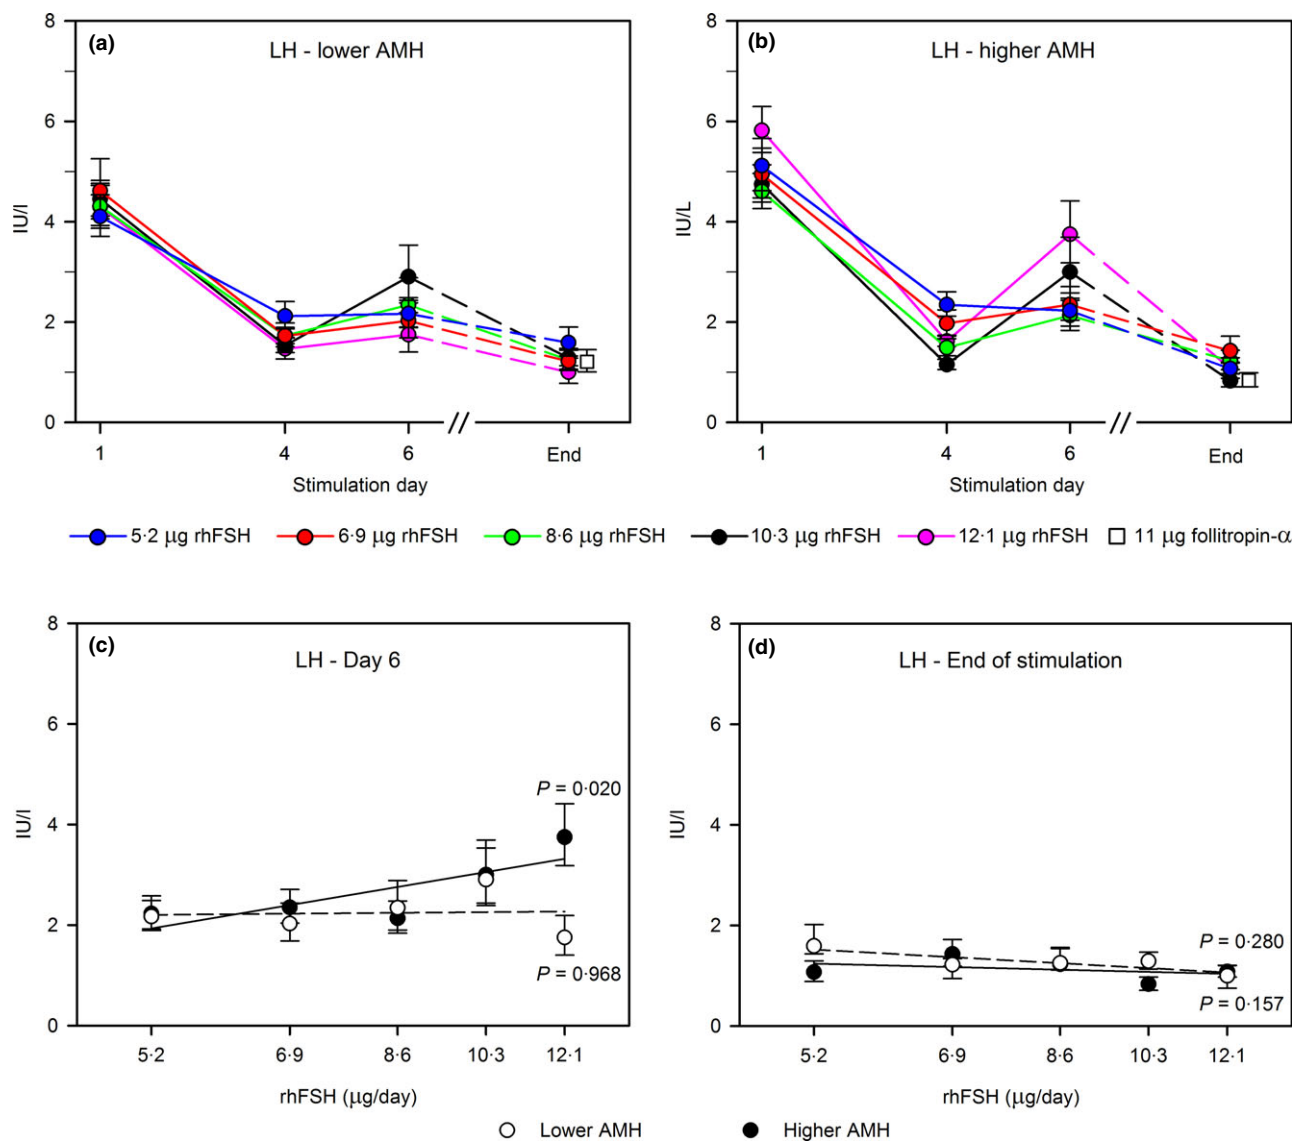 (a)
LH - lower AMH
8
6
4
2
0
IU/l
1
4
6
//
End
Stimulation day
(b)
LH - higher AMH
8
6
4
2
0
IU/L
1
4
6
//
End
Stimulation day
5·2 μg rhFSH
6·9 μg rhFSH
8·6 μg rhFSH
10·3 μg rhFSH
12·1 μg rhFSH
11 μg follitropin-α
(c)
LH - Day 6
8
6
4
2
0
IU/l
P = 0·020
P = 0·968
5·2
6·9
8·6
10·3
12·1
rhFSH (μg/day)
(d)
LH - End of stimulation
8
6
4
2
0
IU/l
P = 0·280
P = 0·157
5·2
6·9
8·6
10·3
12·1
rhFSH (μg/day)
Lower AMH
Higher AMH